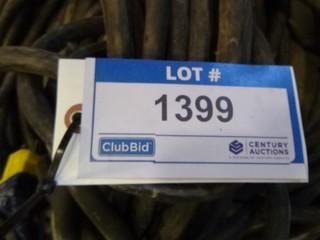 LOT #
1399
ClubBid
CENTURY
AUCTIONS